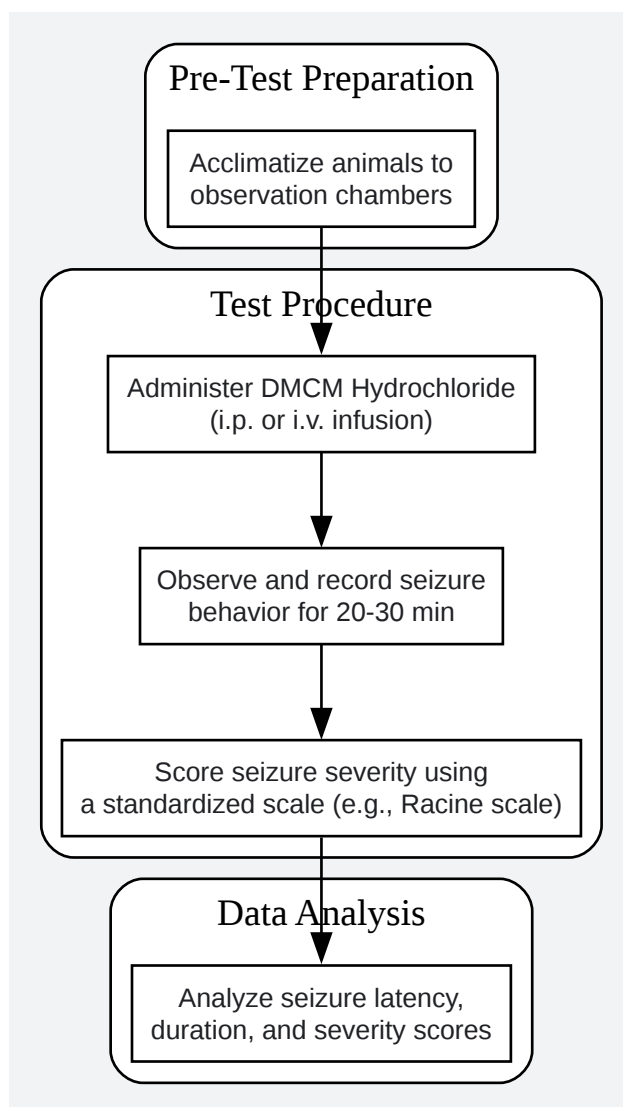 Pre-Test Preparation
Acclimatize animals to
observation chambers
Test Procedure
Administer DMCM Hydrochloride
(i.p. or i.v. infusion)
Observe and record seizure
behavior for 20-30 min
Score seizure severity using
a standardized scale (e.g., Racine scale)
Data Analysis
Analyze seizure latency,
duration, and severity scores